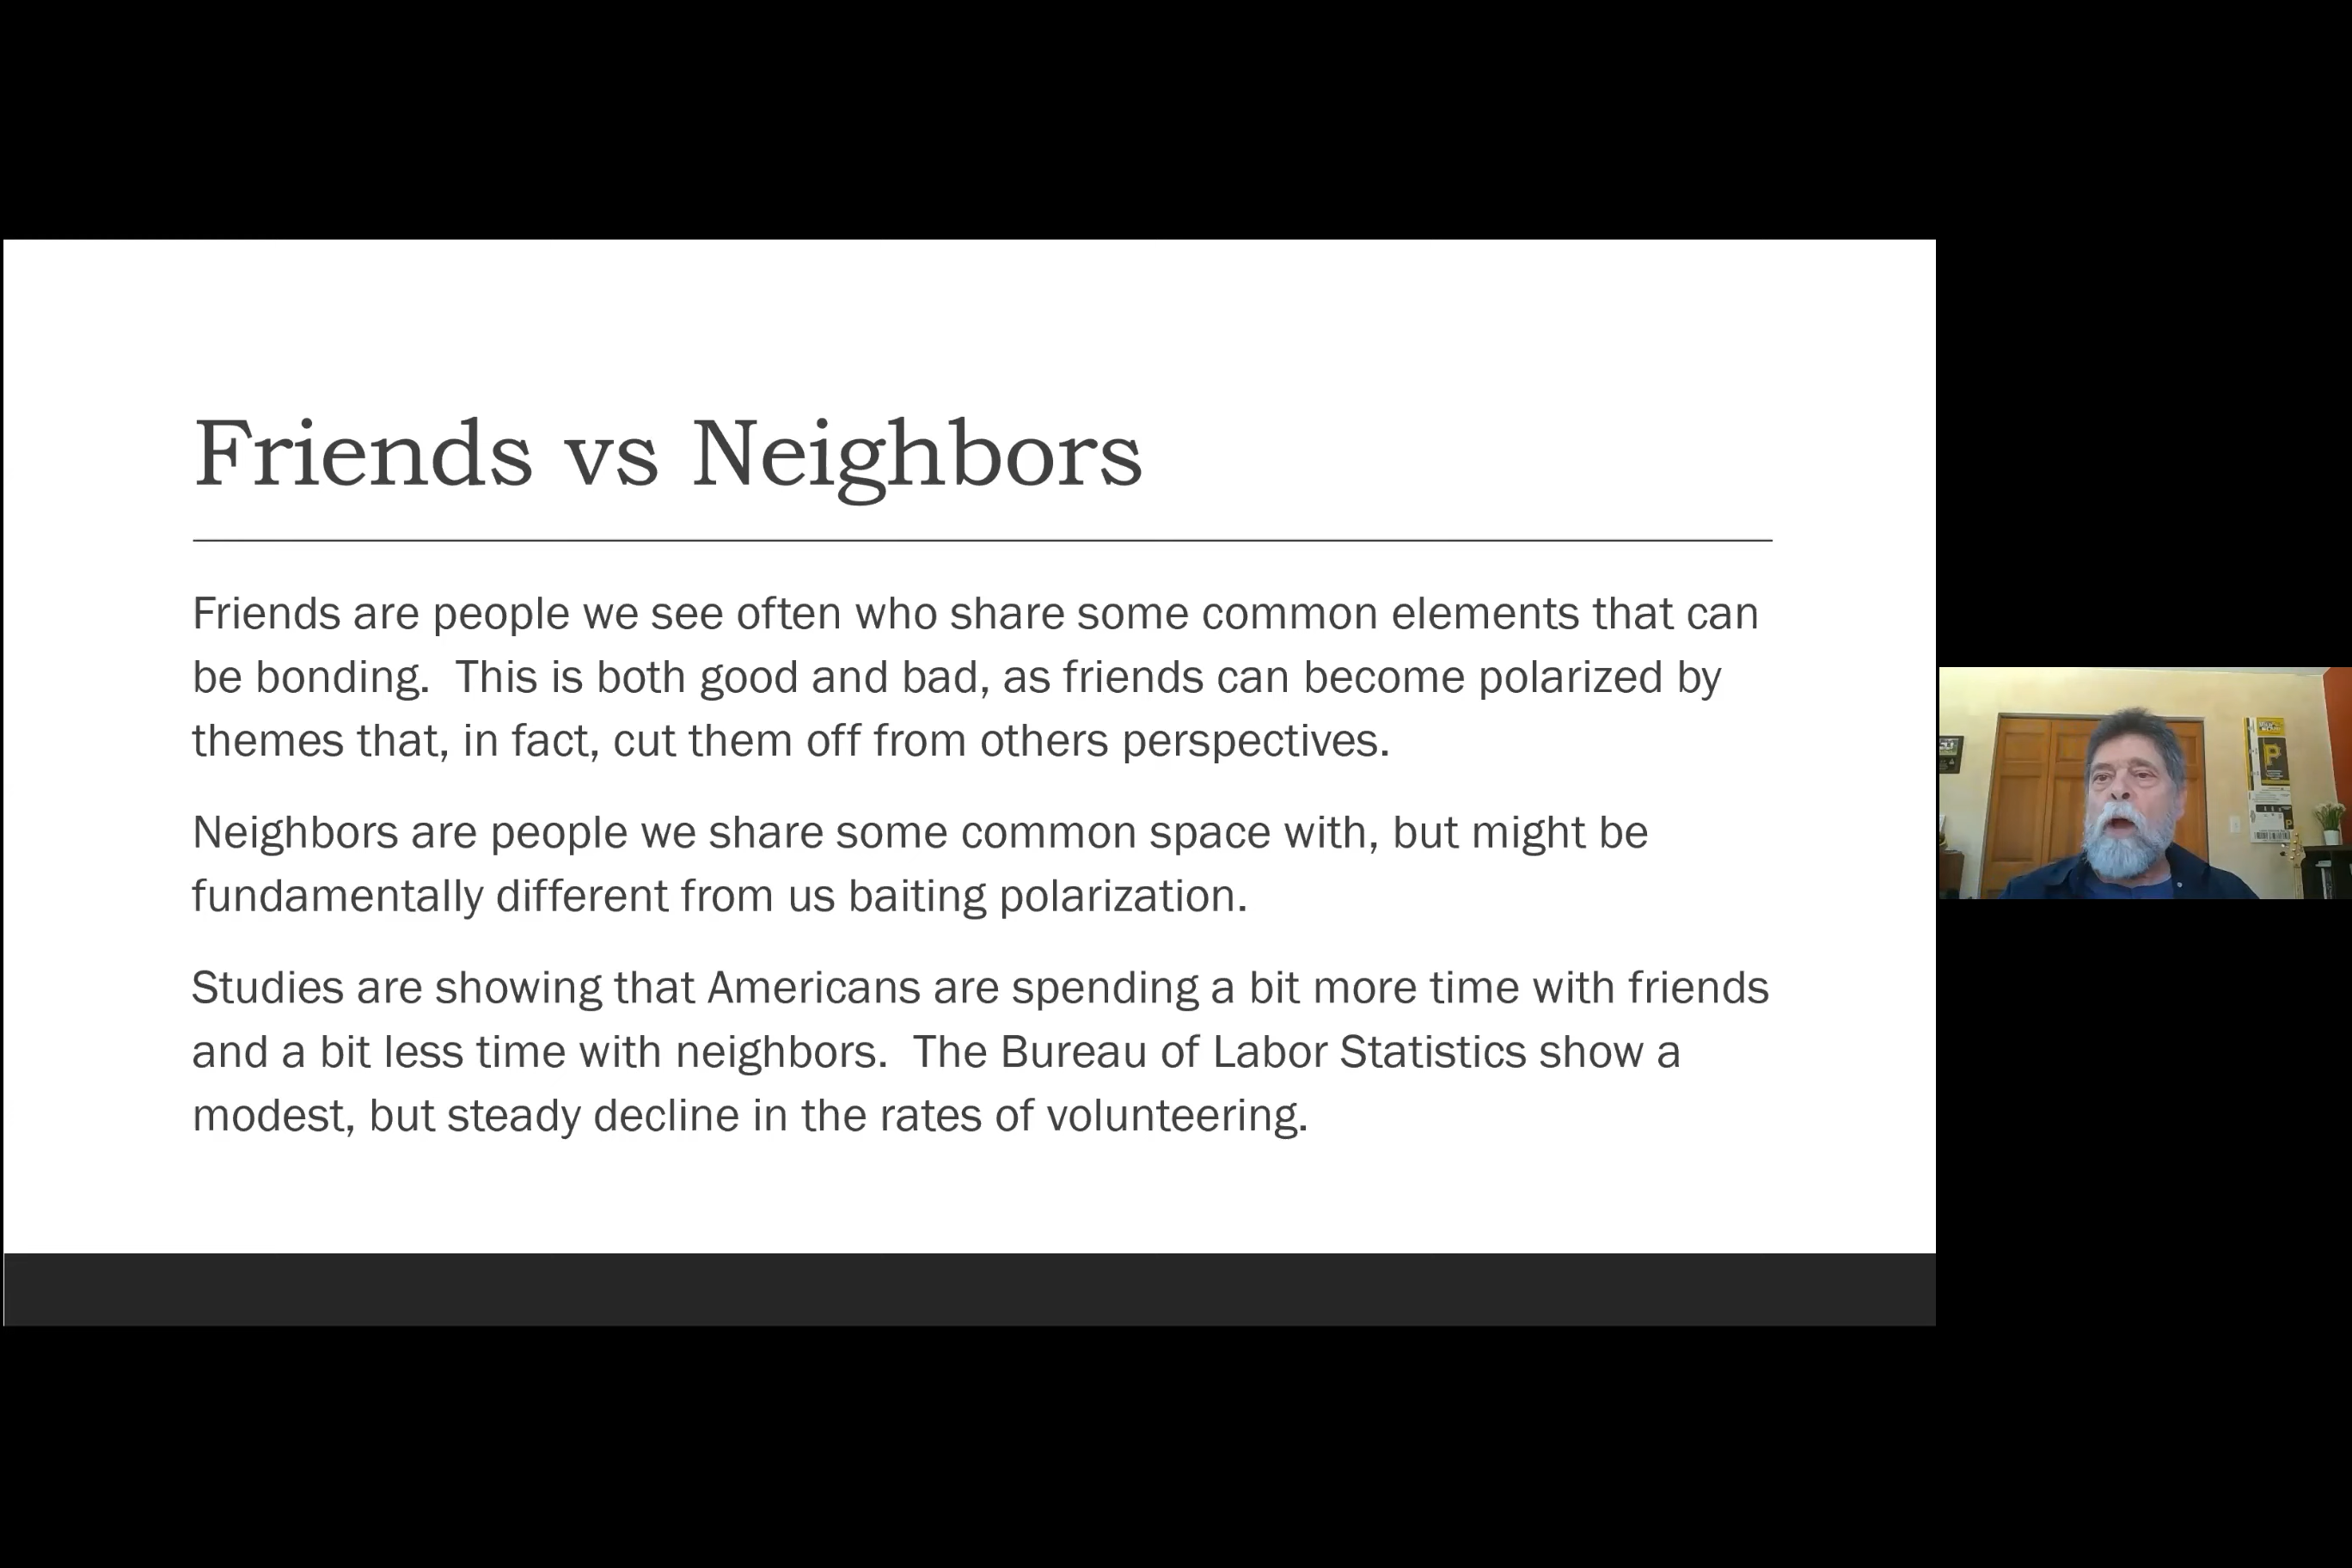 Friends vs Neighbors
Friends are people we see often who share some common elements that can
be bonding.  This is both good and bad, as friends can become polarized by
themes that, in fact, cut them off from others perspectives.
Neighbors are people we share some common space with, but might be
fundamentally different from us baiting polarization.
Studies are showing that Americans are spending a bit more time with friends
and a bit less time with neighbors.  The Bureau of Labor Statistics show a
modest, but steady decline in the rates of volunteering.
P